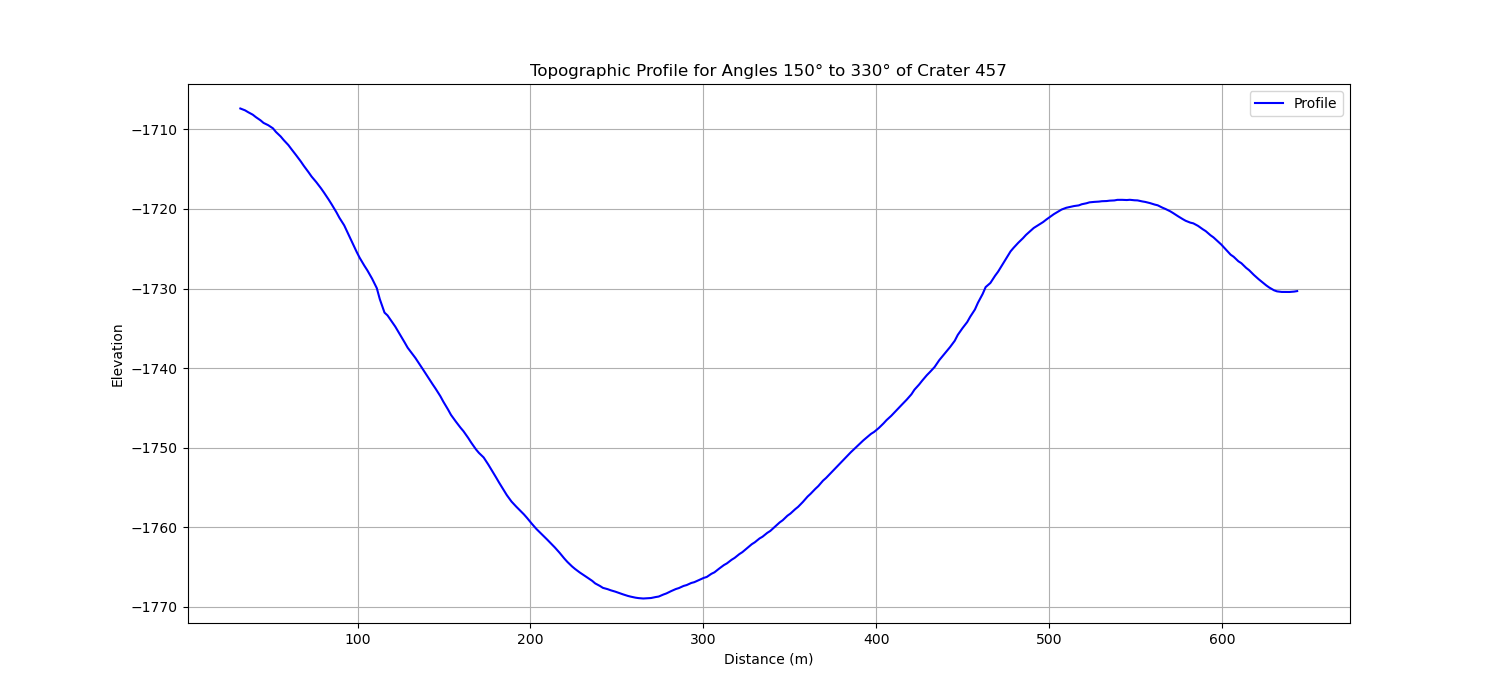 Topographic Profile for Angles 150° to 330° of Crater 457
Profile
−1710
−1720
−1730
−1740
−1750
−1760
−1770
Elevation
100 200 300 400 500 600
Distance (m)